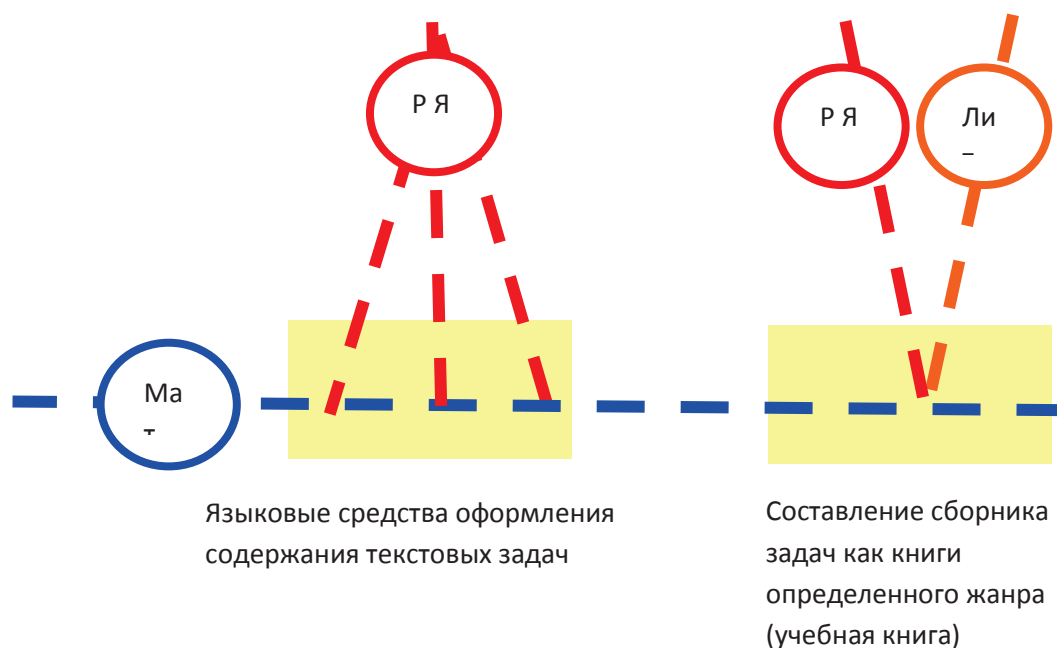 Р Я
Р Я
Ли
Ма
Языковые средства оформления
содержания текстовых задач
Составление сборника
задач как книги
определенного жанра
(учебная книга)